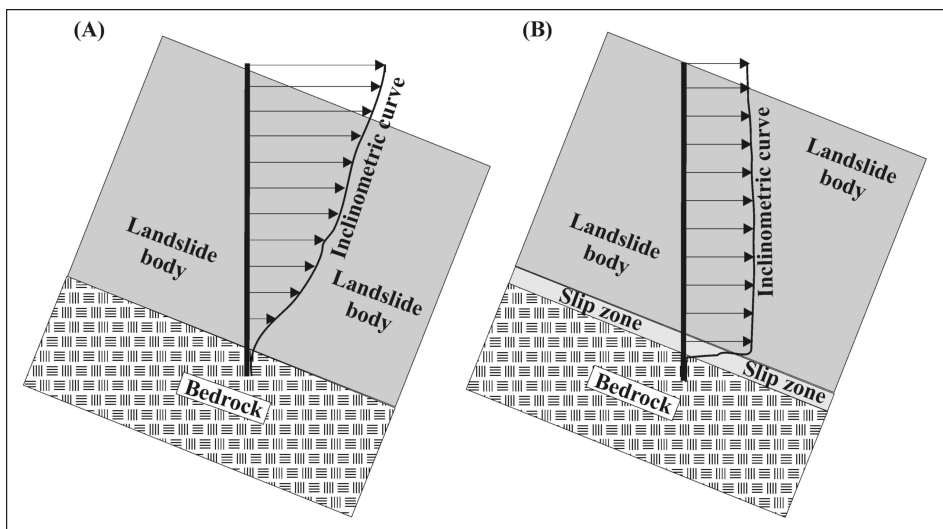 (A)
Inclinometric curve
Landslide
body
Landslide
body
Bedrock
(B)
Inclinometric curve
Landslide
body
Landslide
body
Slip zone
Slip zone
Bedrock